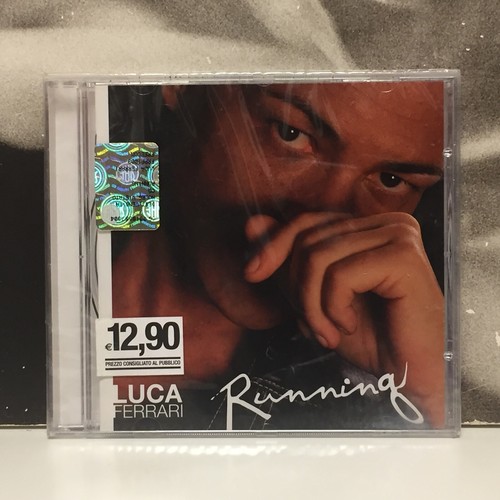 €12,90
PREZZO CONSIGLIATO AL PUBBLICO
LUCA
FERRARI
Running